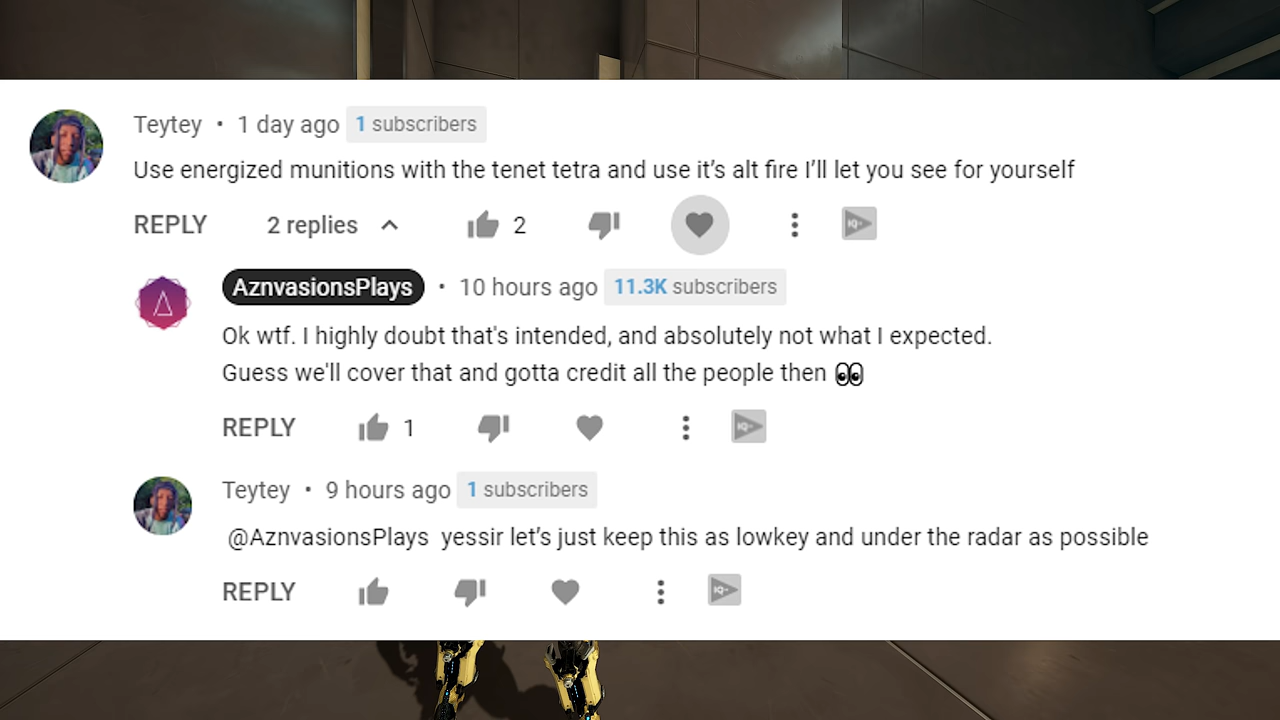 Teytey • 1 day ago 1 subscribers
Use energized munitions with the tenet tetra and use it’s alt fire I’ll let you see for yourself
REPLY 2 replies 2 IQ
AznvasionsPlays • 10 hours ago 11.3K subscribers
Ok wtf. I highly doubt that's intended, and absolutely not what I expected.
Guess we'll cover that and gotta credit all the people then 👀
REPLY 1 IQ
Teytey • 9 hours ago 1 subscribers
@AznvasionsPlays yessir let’s just keep this as lowkey and under the radar as possible
REPLY IQ